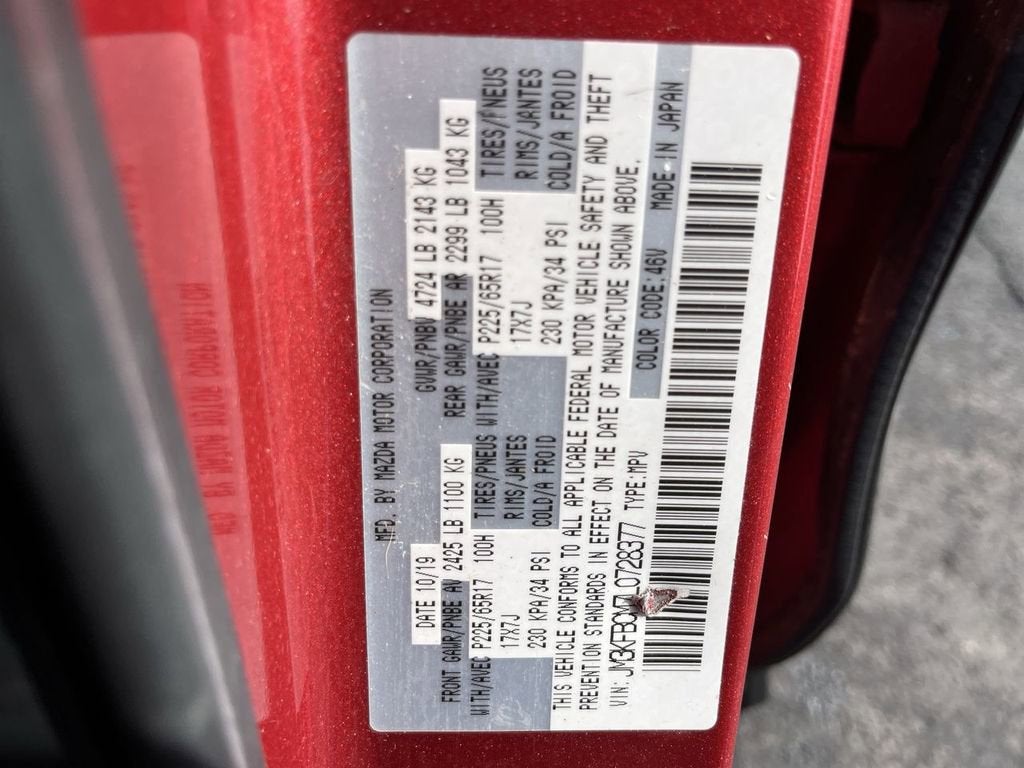 MFD. BY MAZDA MOTOR CORPORATION
DATE 10/19 GVWR/PNBV 4724 LB 2143 KG
FRONT GAWR/PNBE AV 2425 LB 1100 KG REAR GAWR/PNBE AR 2299 LB 1043 KG
WITH/AVEC P225/65R17 100H TIRES/PNEUS WITH/AVEC P225/65R17 100H TIRES/PNEUS
17X7J RIMS/JANTES 17X7J RIMS/JANTES
230 KPA/34 PSI COLD/A FROID 230 KPA/34 PSI COLD/A FROID
THIS VEHICLE CONFORMS TO ALL APPLICABLE FEDERAL MOTOR VEHICLE SAFETY AND THEFT
PREVENTION STANDARDS IN EFFECT ON THE DATE OF MANUFACTURE SHOWN ABOVE.
VIN: TYPE:MPV COLOR CODE:46V MADE IN JAPAN